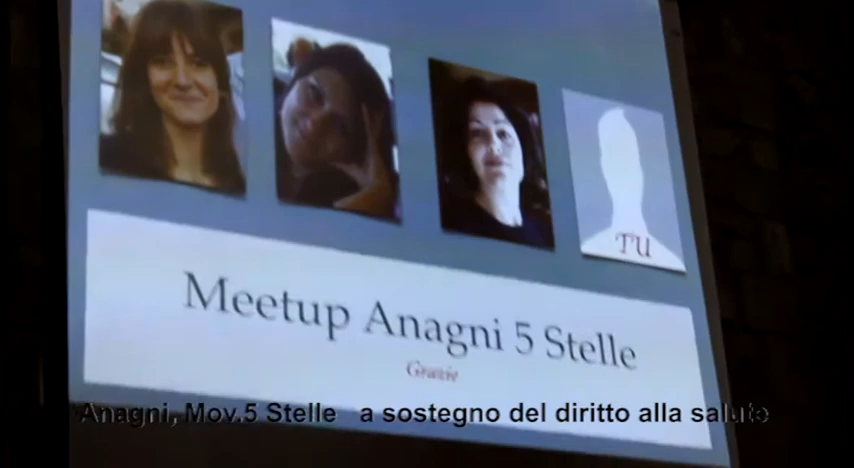 TU
Meetup Anagni 5 Stelle
Grazie
Anagni, Mov.5 Stelle a sostegno del diritto alla salute